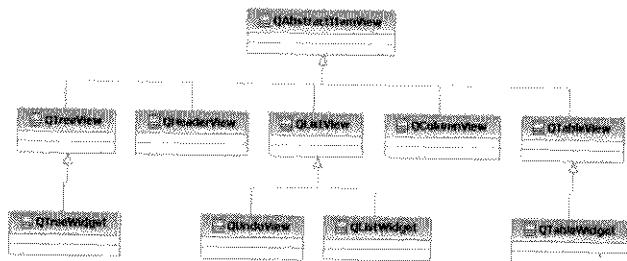 QAbstractItemView
QTreeView
QHeaderView
QListView
QColumnView
QTableView
QTreeWidget
QUndoView
QListWidget
QTableWidget